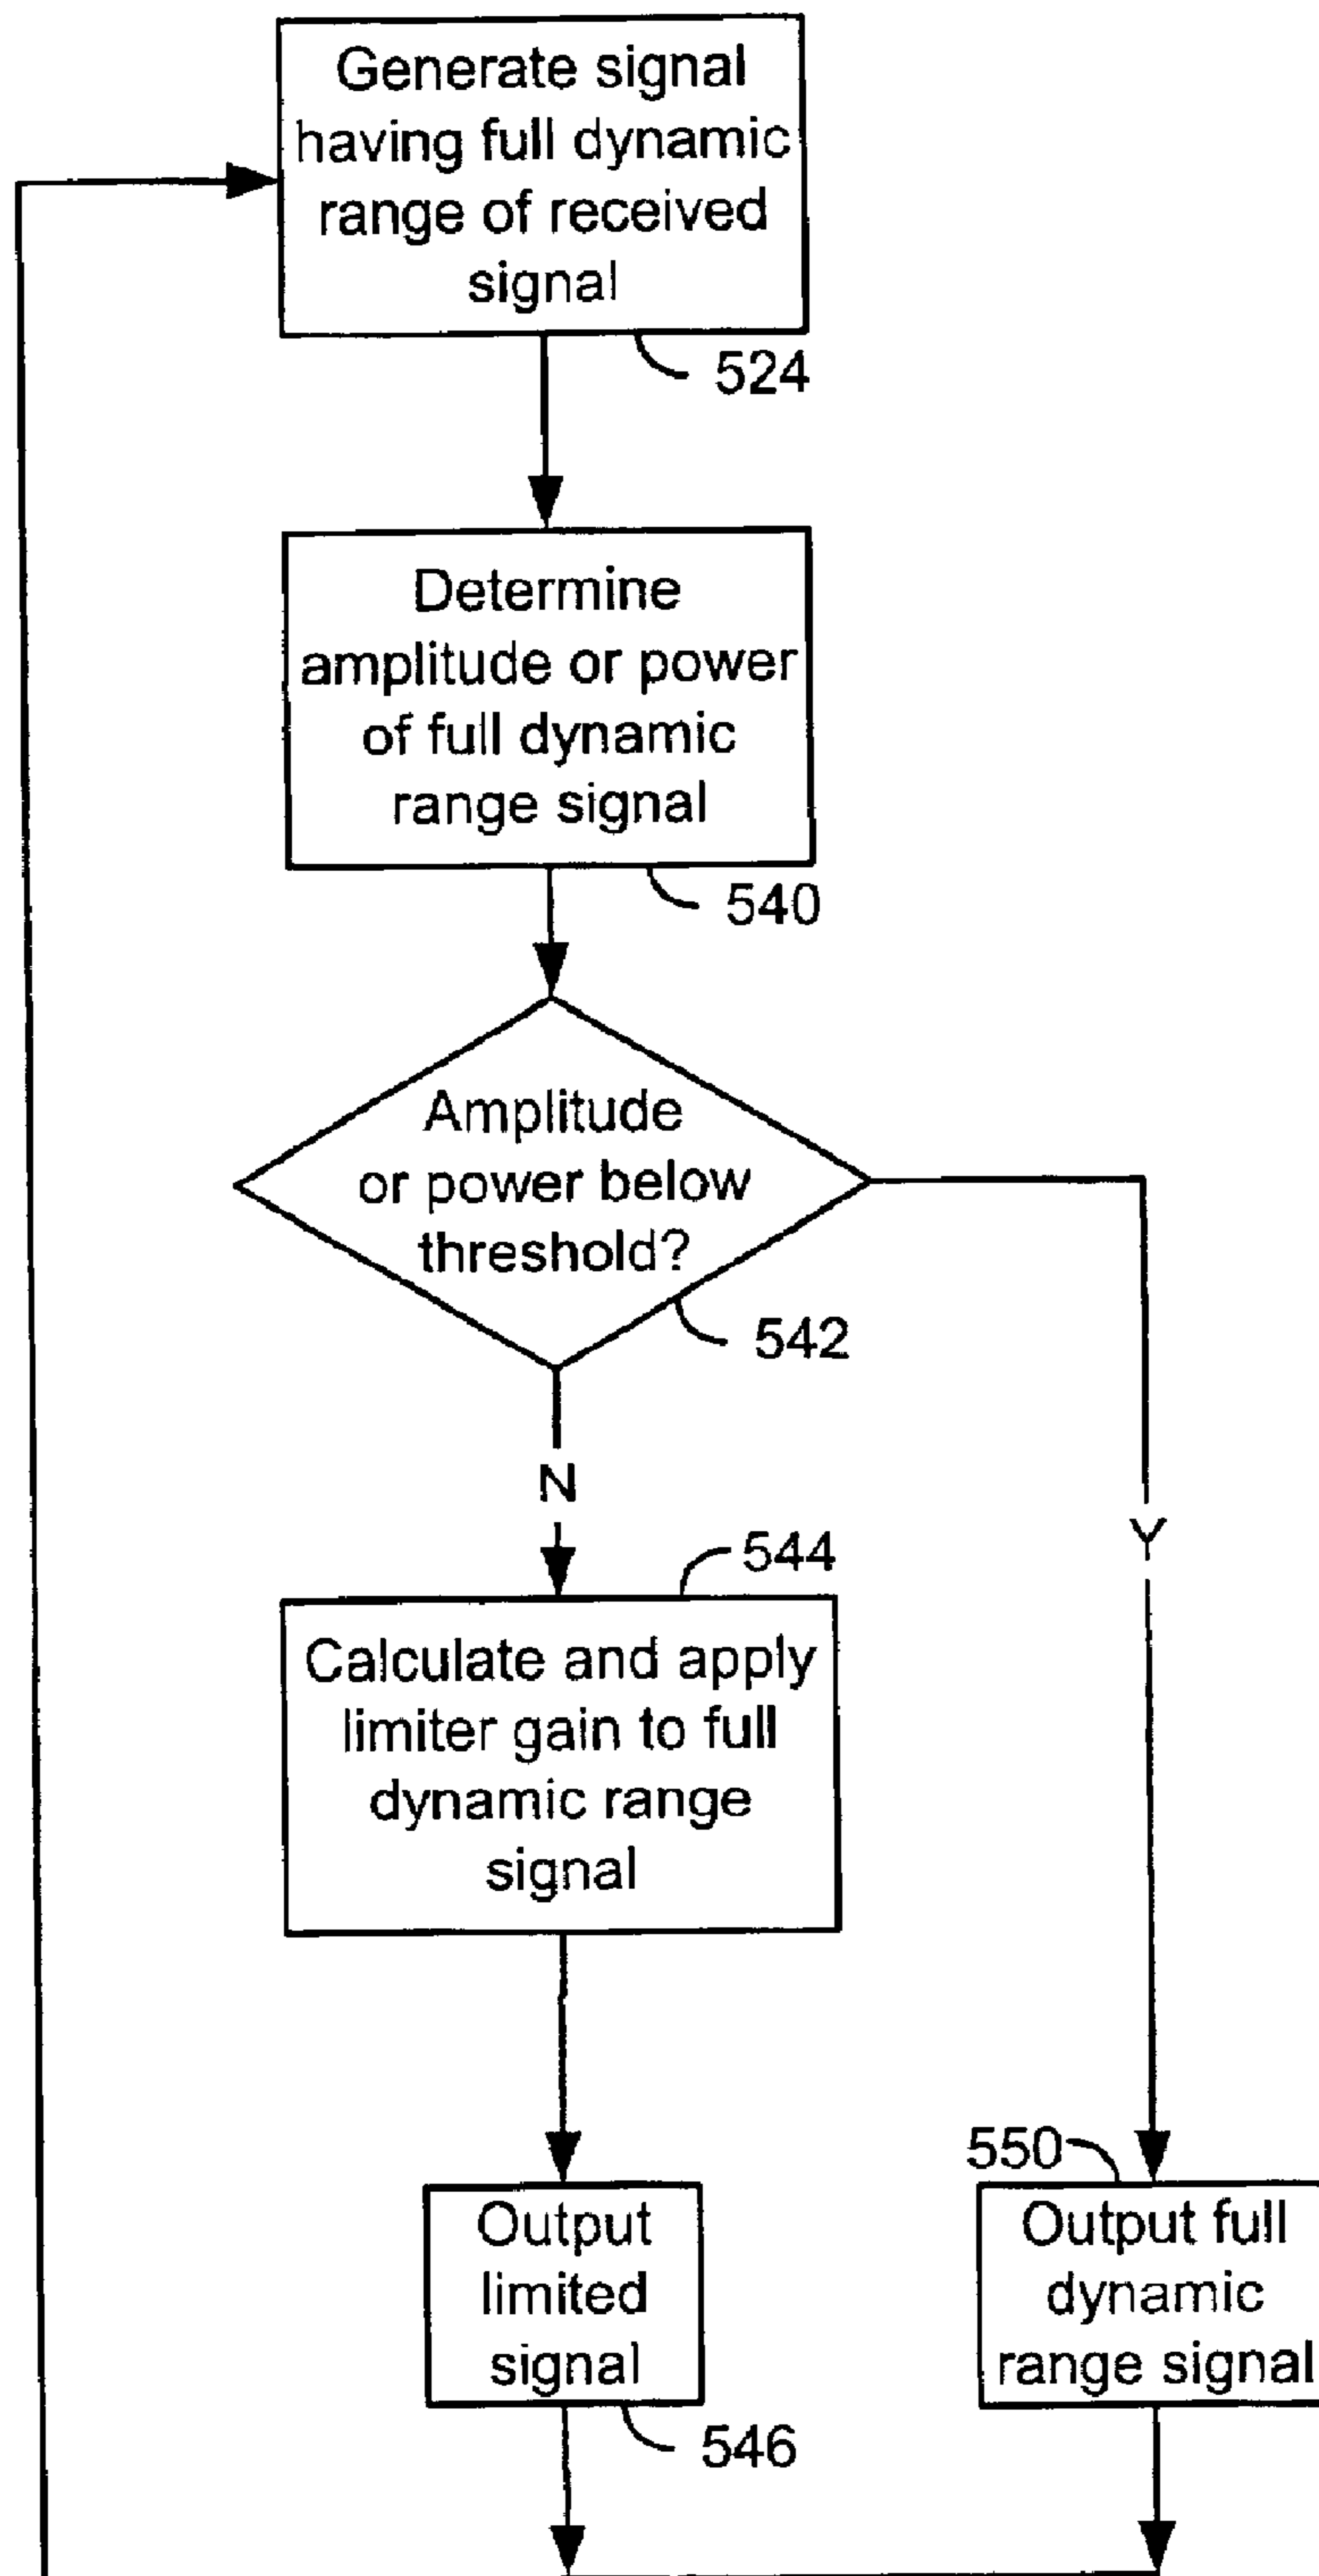 Generate signal
having full dynamic
range of received
signal
524
Determine
amplitude or power
of full dynamic
range signal
540
Amplitude
or power below
threshold?
542
N
Y
544
Calculate and apply
limiter gain to full
dynamic range
signal
550
Output
limited
signal
546
Output full
dynamic
range signal